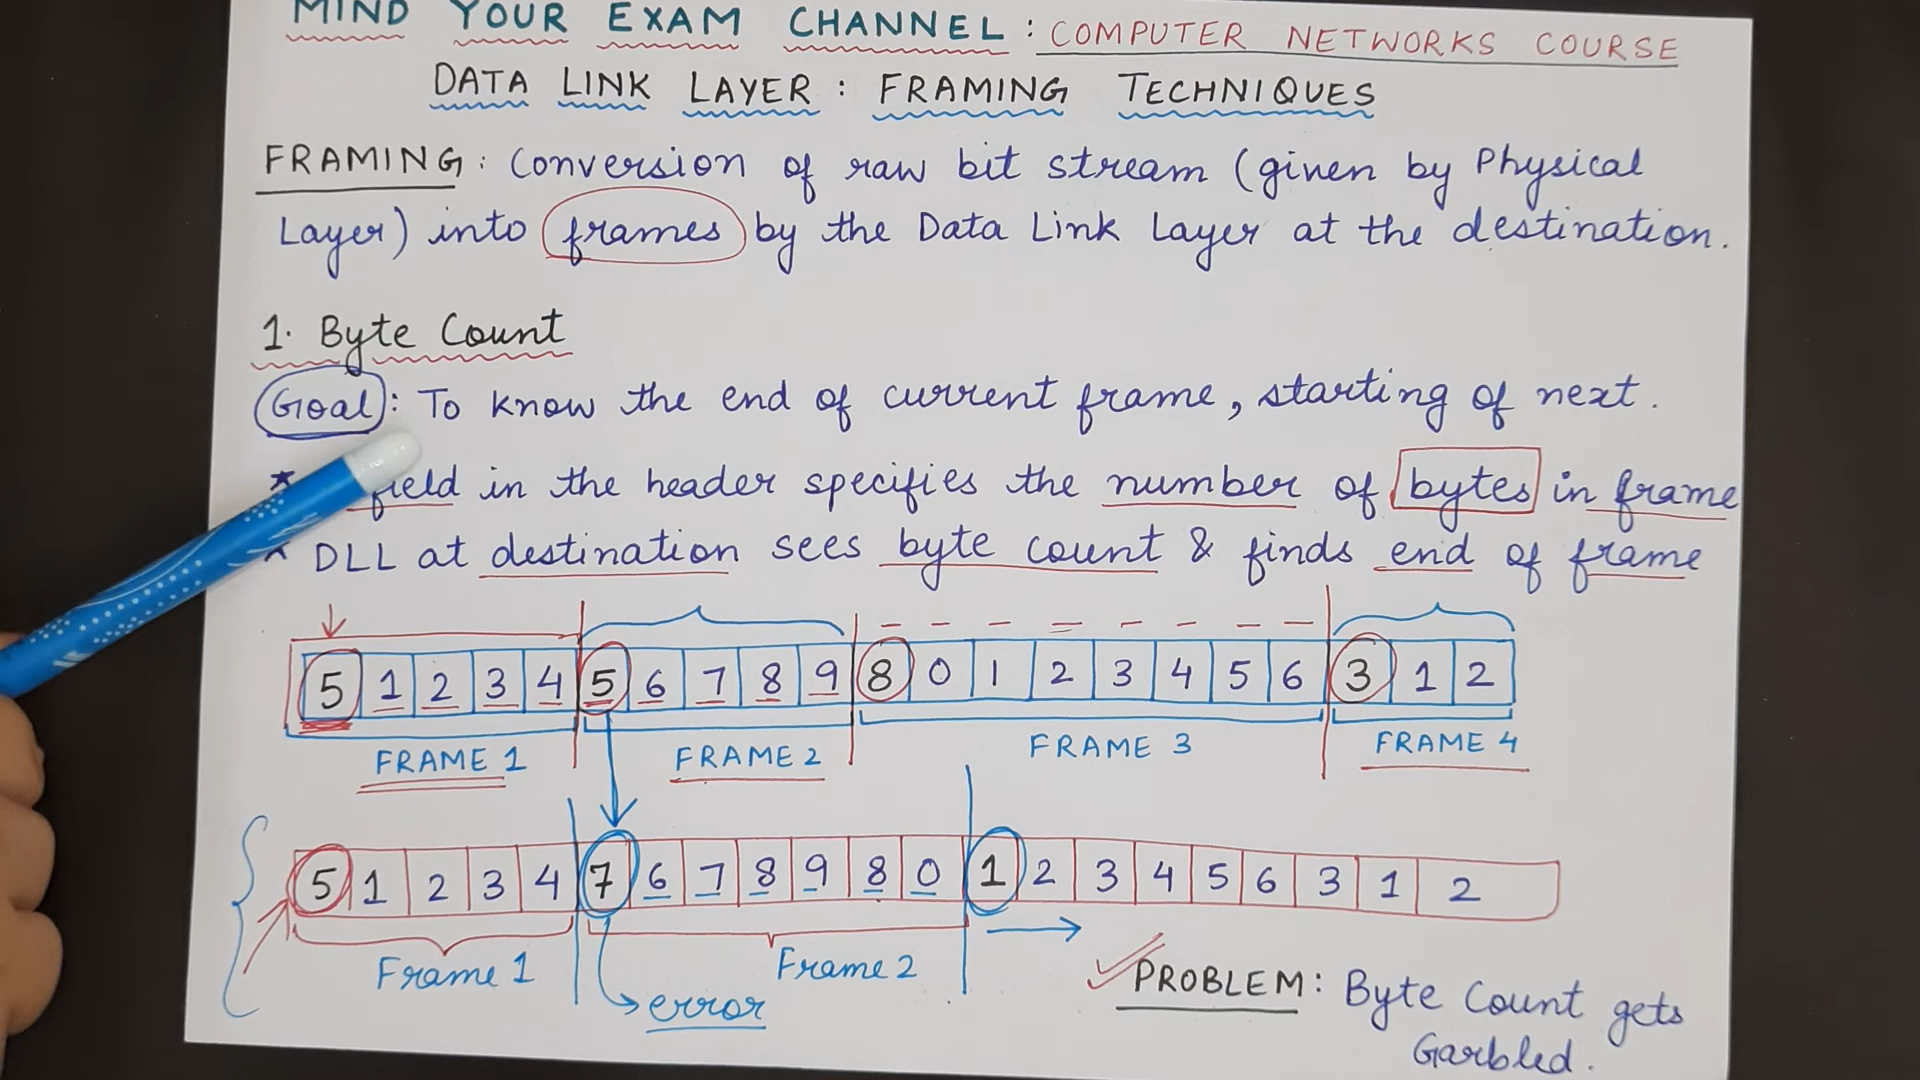 MIND YOUR EXAM CHANNEL : COMPUTER NETWORKS COURSE
DATA LINK LAYER : FRAMING TECHNIQUES
FRAMING : Conversion of raw bit stream (given by Physical
Layer) into frames by the Data Link Layer at the destination.
1. Byte Count
Goal : To know the end of current frame, starting of next.
field in the header specifies the number of bytes in frame
DLL at destination sees byte count & finds end of frame
5 1 2 3 4 5 6 7 8 9 8 0 1 2 3 4 5 6 3 1 2
FRAME 1 FRAME 2 FRAME 3 FRAME 4
5 1 2 3 4 7 6 7 8 9 8 0 1 2 3 4 5 6 3 1 2
Frame 1 Frame 2
error
PROBLEM : Byte Count gets
Garbled.